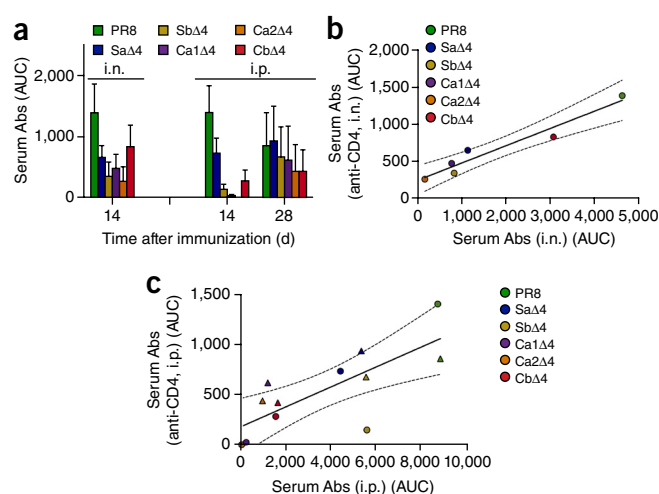 a
PR8 SbΔ4 Ca2Δ4
SaΔ4 Ca1Δ4 CbΔ4
i.n. i.p.
Serum Abs
(AUC)
2,000
1,000
0
14 14 28
Time after immunization (d)
b
PR8
SaΔ4
SbΔ4
Ca1Δ4
Ca2Δ4
CbΔ4
Serum Abs
(anti-CD4, i.n.) (AUC)
2,000
1,500
1,000
500
0
0 1,000 2,000 3,000 4,000 5,000
Serum Abs (i.n.) (AUC)
c
Serum Abs
(anti-CD4, i.p.) (AUC)
1,500
1,000
500
0
0 2,000 4,000 6,000 8,000 10,000
Serum Abs (i.p.) (AUC)
PR8
SaΔ4
SbΔ4
Ca1Δ4
Ca2Δ4
CbΔ4